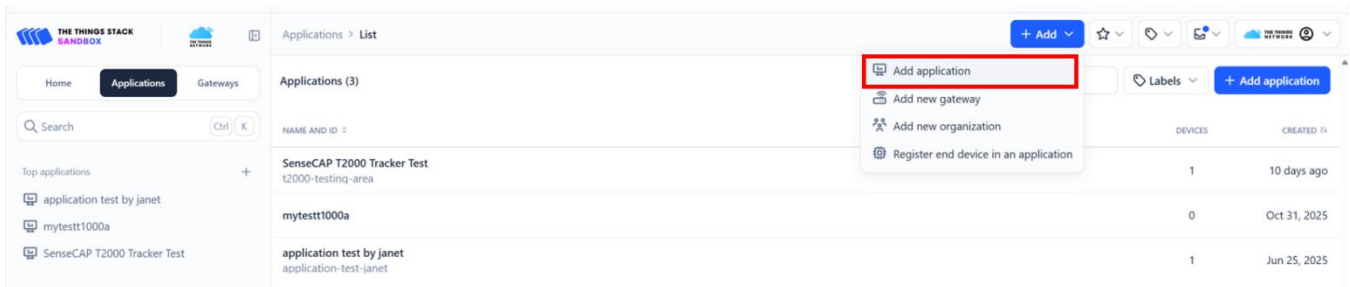 THE THINGS STACK
SANDBOX
THE THINGS
NETWORK
Applications > List
+ Add
THE THINGS
NETWORK
Home
Applications
Gateways
Applications (3)
Add application
Add new gateway
Add new organization
Register end device in an application
Labels
+ Add application
Search
Ctrl K
NAME AND ID
DEVICES
CREATED
Top applications +
application test by janet
mytestt1000a
SenseCAP T2000 Tracker Test
SenseCAP T2000 Tracker Test
t2000-testing-area
1
10 days ago
mytestt1000a
0
Oct 31, 2025
application test by janet
application-test-janet
1
Jun 25, 2025